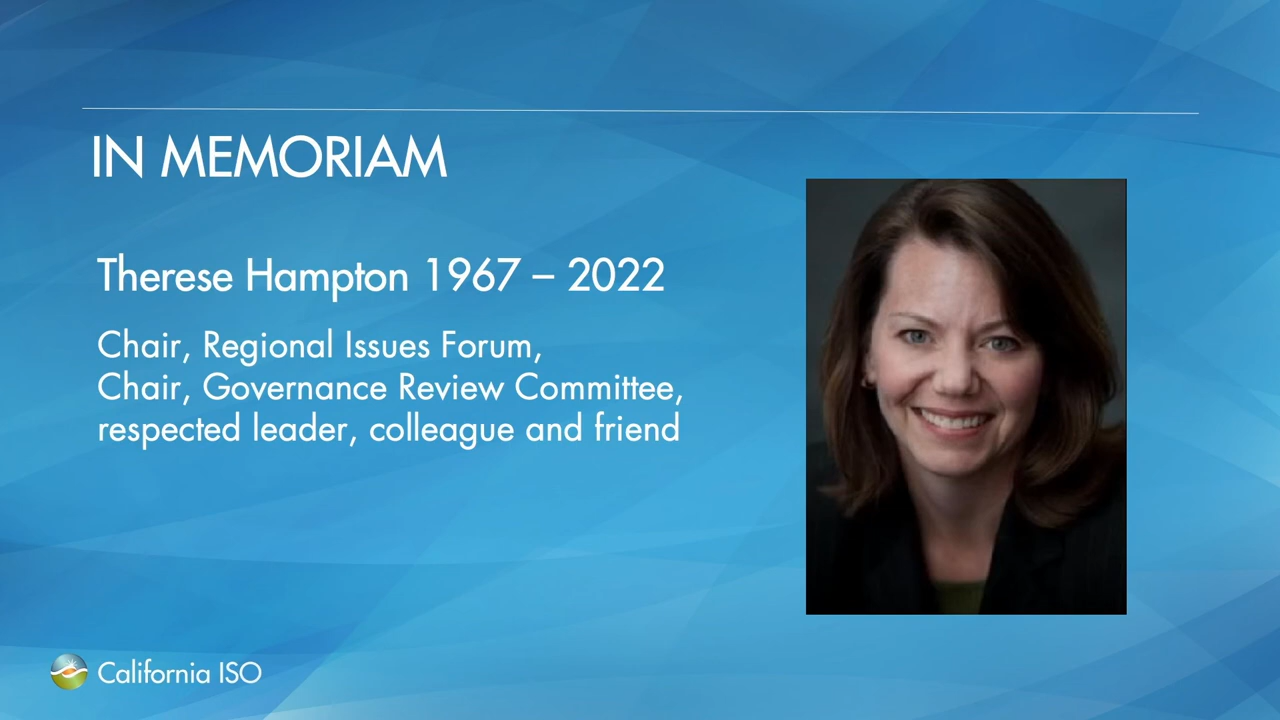 IN MEMORIAM
Therese Hampton 1967 – 2022
Chair, Regional Issues Forum,
Chair, Governance Review Committee,
respected leader, colleague and friend
California ISO